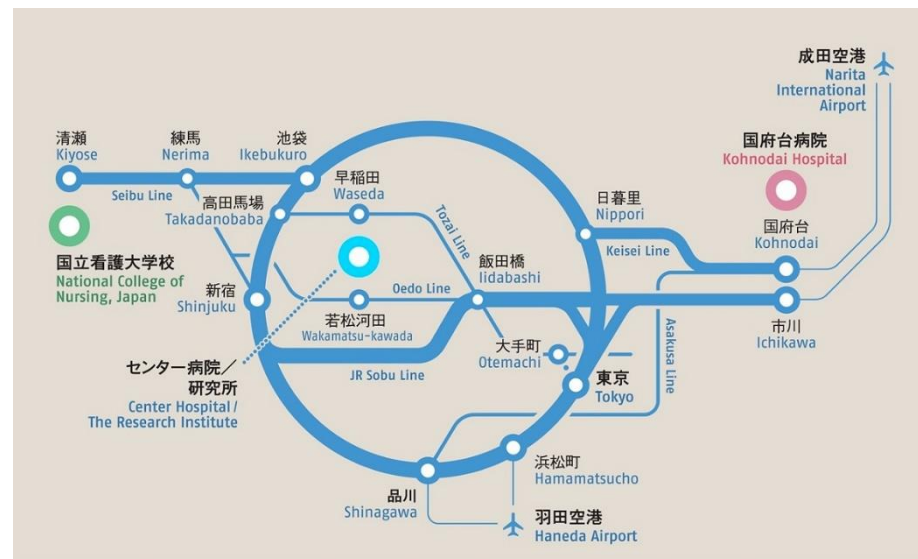 成田空港
Narita
International
Airport
清瀬
Kiyose
練馬
Nerima
池袋
Ikebukuro
国府台病院
Kohnodai Hospital
早稲田
Waseda
Seibu Line
高田馬場
Takadanobaba
日暮里
Nippori
国府台
Kohnodai
Tozai Line
Keisei Line
国立看護大学校
National College of
Nursing, Japan
飯田橋
Iidabashi
新宿
Shinjuku
Oedo Line
若松河田
Wakamatsu-kawada
市川
Ichikawa
Asakusa Line
大手町
Otemachi
センター病院/
研究所
Center Hospital/
The Research Institute
JR Sobu Line
東京
Tokyo
浜松町
Hamamatsucho
品川
Shinagawa
羽田空港
Haneda Airport